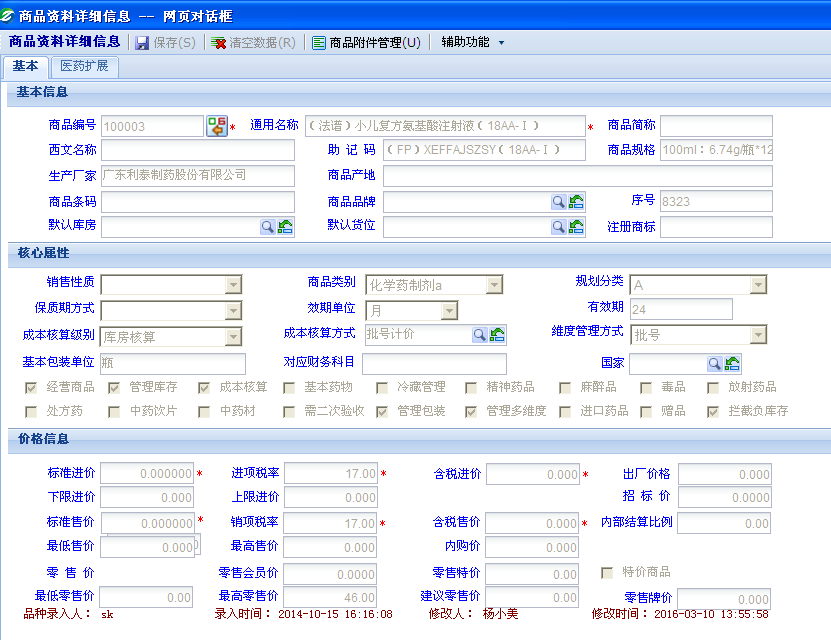 商品资料详细信息 -- 网页对话框
商品资料详细信息 保存(S) 清空数据(R) 商品附件管理(U) 辅助功能
基本 医药扩展
基本信息
商品编号 100003 * 通用名称 （法谱）小儿复方氨基酸注射液（18AA-Ⅰ） * 商品简称
西文名称 助记码 （FP）XEFFAJSZSY（18AA-Ⅰ） 商品规格 100ml：6.74g/瓶*12
生产厂家 广东利泰制药股份有限公司 商品产地
商品条码 商品品牌 序号 8323
默认库房 默认货位 注册商标
核心属性
销售性质 商品类别 化学药制剂a 规划分类 A
保质期方式 效期单位 月 有效期 24
成本核算级别 库房核算 成本核算方式 批号计价 维度管理方式 批号
基本包装单位 瓶 对应财务科目 国家
经营商品 管理库存 成本核算 基本药物 冷藏管理 精神药品 麻醉品 毒品 放射药品
处方药 中药饮片 中药材 需二次验收 管理包装 管理多维度 进口药品 赠品 拦截负库存
价格信息
标准进价 0.000000 * 进项税率 17.00 * 含税进价 0.000 * 出厂价格 0.000
下限进价 0.000 上限进价 0.000 招标价 0.0000
标准售价 0.000000 * 销项税率 17.00 * 含税售价 0.000 * 内部结算比例 0.00
最低售价 0.000 最高售价 0.000 内购价 0.000
零售价 零售会员价 0.0000 零售特价 0.00 特价商品
最低零售价 0.00 最高零售价 46.00 建议零售价 0.00 零售牌价 0.000
品种录入人： sk 录入时间： 2014-10-15 16:16:08 修改人： 杨小美 修改时间： 2016-03-10 13:55:58